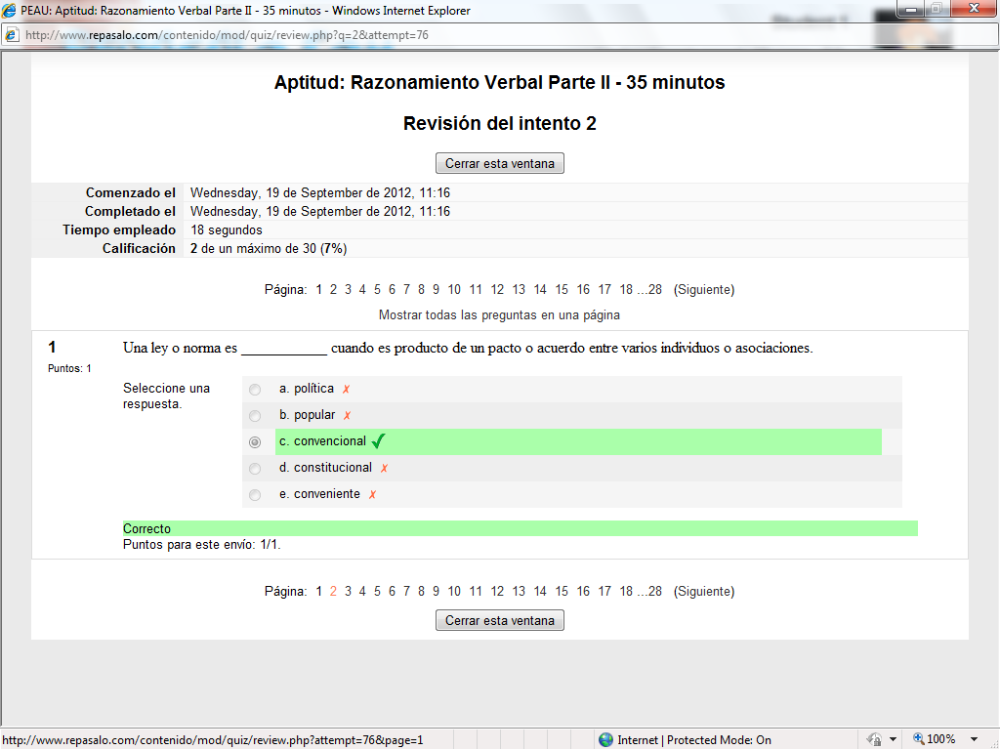 PEAU: Aptitud: Razonamiento Verbal Parte II - 35 minutos - Windows Internet Explorer
http://www.repasalo.com/contenido/mod/quiz/review.php?q=2&attempt=76
Aptitud: Razonamiento Verbal Parte II - 35 minutos
Revisión del intento 2
Cerrar esta ventana
Comenzado el Wednesday, 19 de September de 2012, 11:16
Completado el Wednesday, 19 de September de 2012, 11:16
Tiempo empleado 18 segundos
Calificación 2 de un máximo de 30 (7%)
Página: 1 2 3 4 5 6 7 8 9 10 11 12 13 14 15 16 17 18 ...28 (Siguiente)
Mostrar todas las preguntas en una página
1 Una ley o norma es ____________ cuando es producto de un pacto o acuerdo entre varios individuos o asociaciones.
Puntos: 1
Seleccione una respuesta.
a. política ✗
b. popular ✗
c. convencional ✓
d. constitucional ✗
e. conveniente ✗
Correcto
Puntos para este envío: 1/1.
Página: 1 2 3 4 5 6 7 8 9 10 11 12 13 14 15 16 17 18 ...28 (Siguiente)
Cerrar esta ventana
http://www.repasalo.com/contenido/mod/quiz/review.php?attempt=76&page=1 Internet | Protected Mode: On 100%